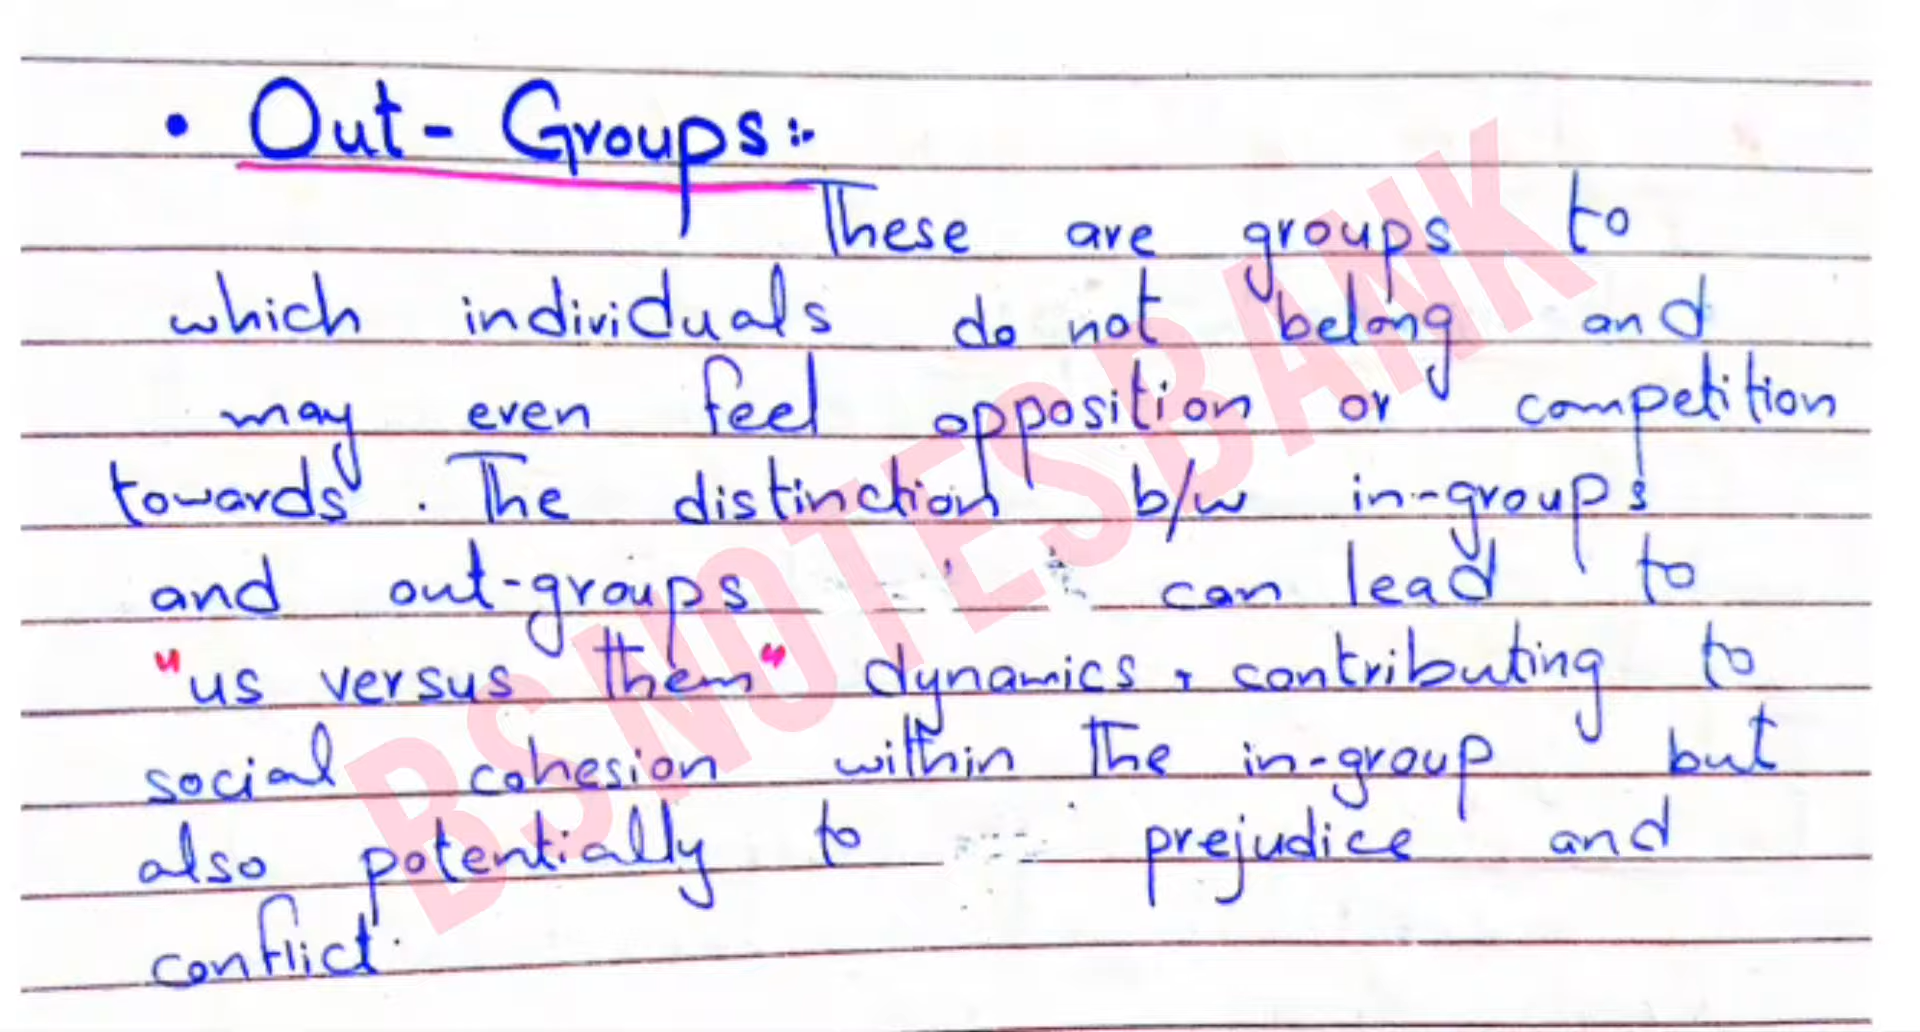 • Out-Groups:-
These are groups to
which individuals do not belong and
may even feel opposition or competition
towards. The distinction b/w in-groups
and out-groups can lead to
"us versus them" dynamics, contributing to
social cohesion within the in-group but
also potentially to prejudice and
conflict.
BSNOTESBANK